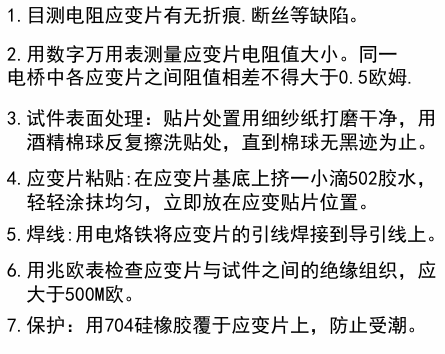 1.目测电阻应变片有无折痕.断丝等缺陷。
2.用数字万用表测量应变片电阻值大小。同一
电桥中各应变片之间阻值相差不得大于0.5欧姆.
3.试件表面处理：贴片处置用细纱纸打磨干净，用
酒精棉球反复擦洗贴处，直到棉球无黑迹为止。
4.应变片粘贴:在应变片基底上挤一小滴502胶水，
轻轻涂抹均匀，立即放在应变贴片位置。
5.焊线:用电烙铁将应变片的引线焊接到导引线上。
6.用兆欧表检查应变片与试件之间的绝缘组织，应
大于500M欧。
7.保护：用704硅橡胶覆于应变片上，防止受潮。